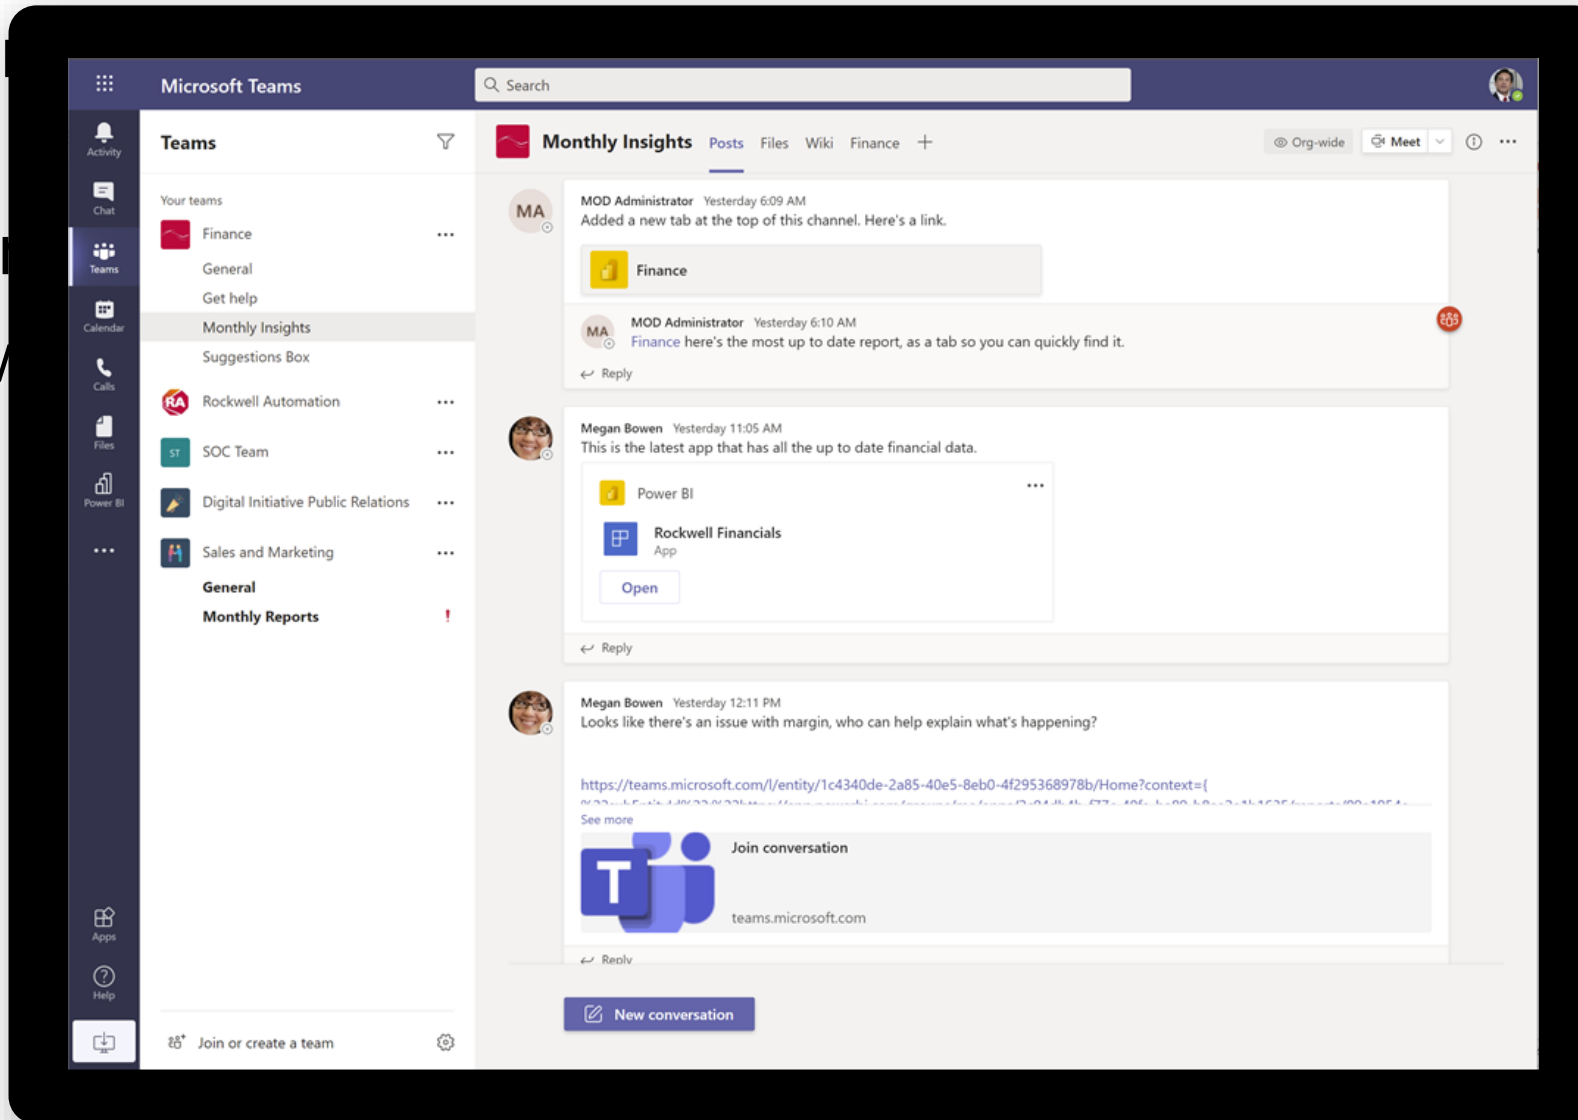 Microsoft Teams
Search
Activity
Chat
Teams
Calendar
Calls
Files
Power BI
Apps
Help
Teams
Your teams
Finance
General
Get help
Monthly Insights
Suggestions Box
RA
Rockwell Automation
ST
SOC Team
Digital Initiative Public Relations
Sales and Marketing
General
Monthly Reports !
Join or create a team
Monthly Insights Posts Files Wiki Finance
Org-wide
Meet
MA
MOD Administrator Yesterday 6:09 AM
Added a new tab at the top of this channel. Here's a link.
Finance
MA
MOD Administrator Yesterday 6:10 AM
Finance here's the most up to date report, as a tab so you can quickly find it.
Reply
Megan Bowen Yesterday 11:05 AM
This is the latest app that has all the up to date financial data.
Power BI
Rockwell Financials
App
Open
Reply
Megan Bowen Yesterday 12:11 PM
Looks like there's an issue with margin, who can help explain what's happening?
https://teams.microsoft.com/l/entity/1c4340de-2a85-40e5-8eb0-4f295368978b/Home?context={
See more
T
Join conversation
teams.microsoft.com
Reply
New conversation